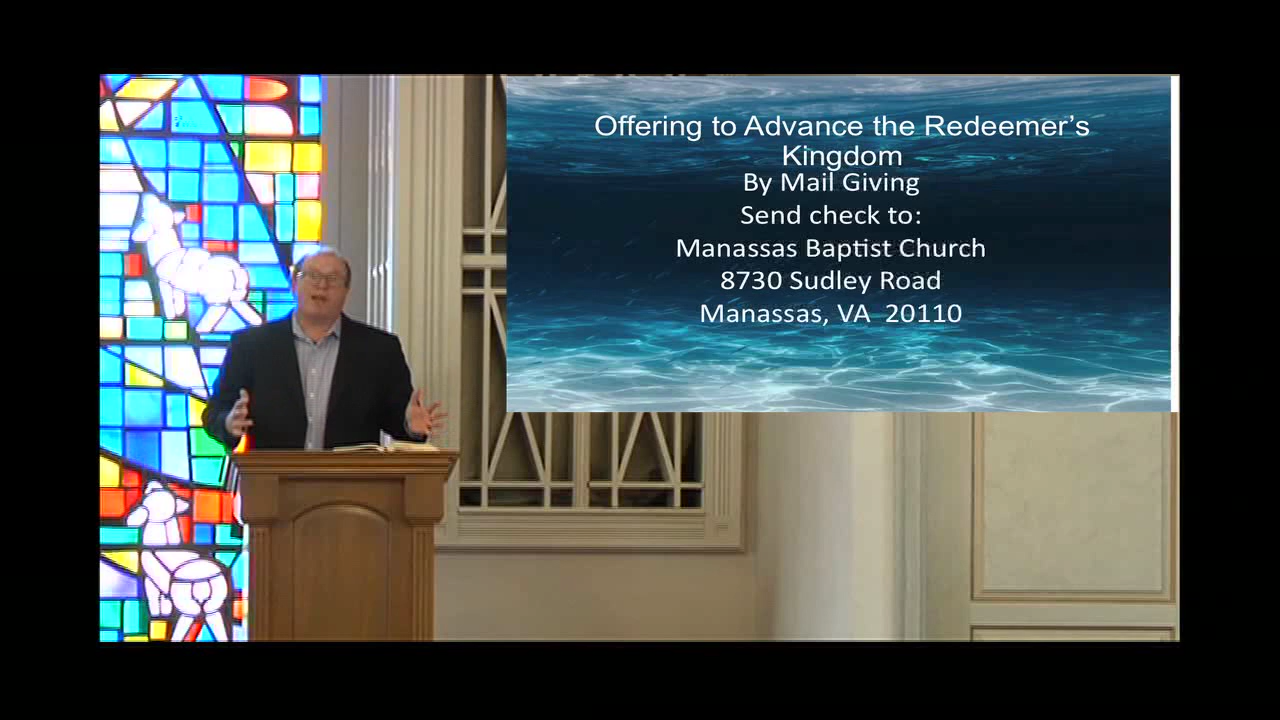 Offering to Advance the Redeemer's
Kingdom
By Mail Giving
Send check to:
Manassas Baptist Church
8730 Sudley Road
Manassas, VA  20110